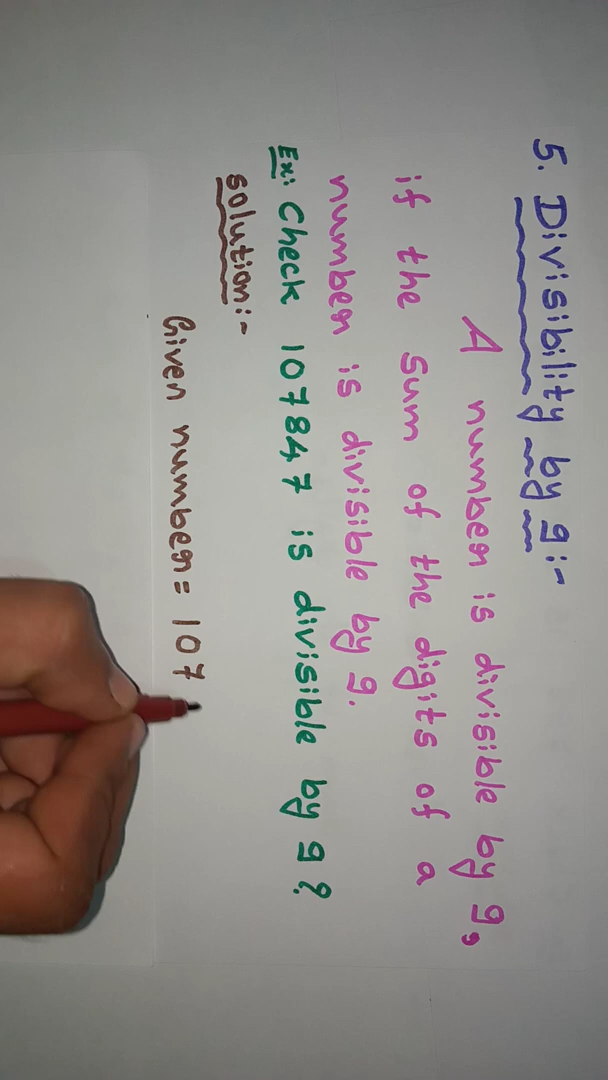 5. Divisibility by 9:-
A number is divisible by 9,
if the sum of the digits of a
number is divisible by 9.
Ex: Check 107847 is divisible by 9?
solution:-
Given number = 107